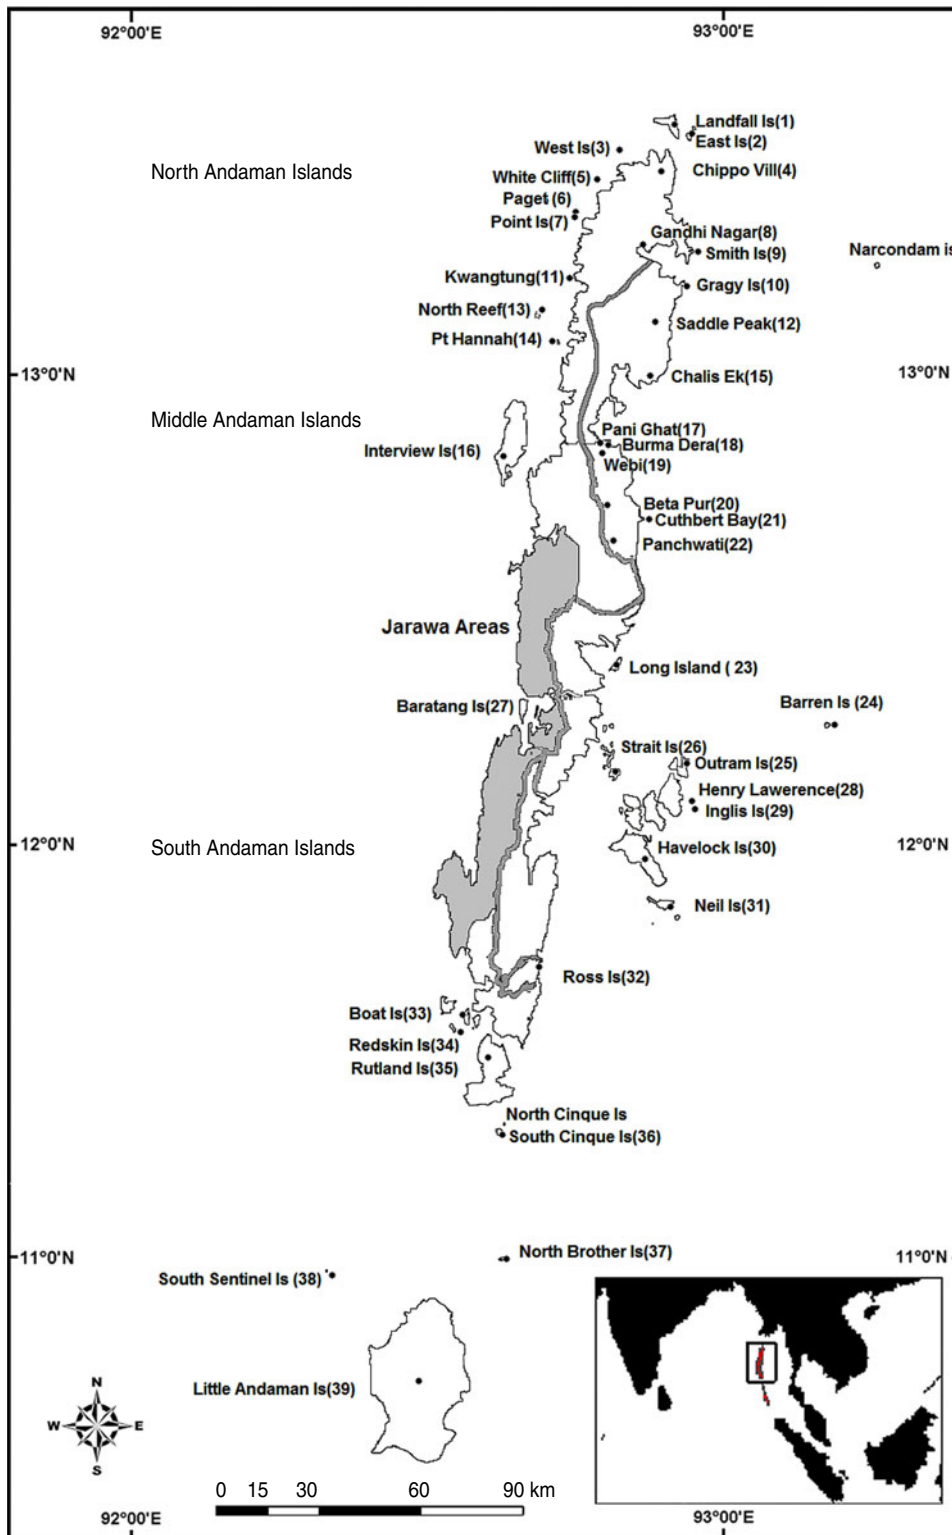 92°00'E
93°00'E
Landfall Is(1)
East Is(2)
West Is(3)
North Andaman Islands
Chippo Vill(4)
White Cliff(5)
Paget (6)
Point Is(7)
Gandhi Nagar(8)
Smith Is(9)
Narcondam is
Kwangtung(11)
Gragy Is(10)
North Reef(13)
Saddle Peak(12)
Pt Hannah(14)
13°0'N
13°0'N
Chalis Ek(15)
Middle Andaman Islands
Pani Ghat(17)
Burma Dera(18)
Interview Is(16)
Webi(19)
Beta Pur(20)
Cuthbert Bay(21)
Panchwati(22)
Jarawa Areas
Long Island ( 23)
Baratang Is(27)
Barren Is (24)
Strait Is(26)
Outram Is(25)
Henry Lawerence(28)
Inglis Is(29)
12°0'N
12°0'N
South Andaman Islands
Havelock Is(30)
Neil Is(31)
Ross Is(32)
Boat Is(33)
Redskin Is(34)
Rutland Is(35)
North Cinque Is
South Cinque Is(36)
11°0'N
11°0'N
North Brother Is(37)
South Sentinel Is (38)
Little Andaman Is(39)
N
W E
S
0 15 30 60 90 km
92°00'E
93°00'E